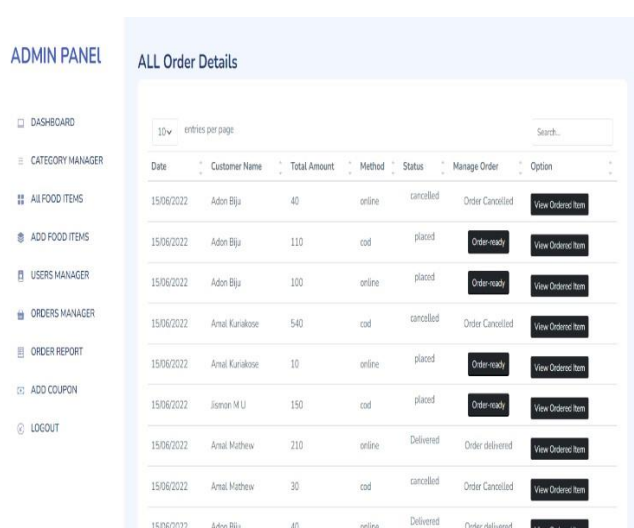 ADMIN PANEL
ALL Order Details
DASHBOARD
CATEGORY MANAGER
All FOOD ITEMS
ADD FOOD ITEMS
USERS MANAGER
ORDERS MANAGER
ORDER REPORT
ADD COUPON
LOGOUT
10 entries per page Search...
Date Customer Name Total Amount Method Status Manage Order Option
15/06/2022 Adon Biju 40 online cancelled Order Cancelled View Ordered Item
15/06/2022 Adon Biju 110 cod placed Order-ready View Ordered Item
15/06/2022 Adon Biju 100 online placed Order-ready View Ordered Item
15/06/2022 Amal Kuriakose 540 cod cancelled Order Cancelled View Ordered Item
15/06/2022 Amal Kuriakose 10 online placed Order-ready View Ordered Item
15/06/2022 Jismon M U 150 cod placed Order-ready View Ordered Item
15/06/2022 Amal Mathew 210 online Delivered Order delivered View Ordered Item
15/06/2022 Amal Mathew 30 cod cancelled Order Cancelled View Ordered Item
15/06/2022 Adon Biju 40 online Delivered Order delivered View Ordered Item